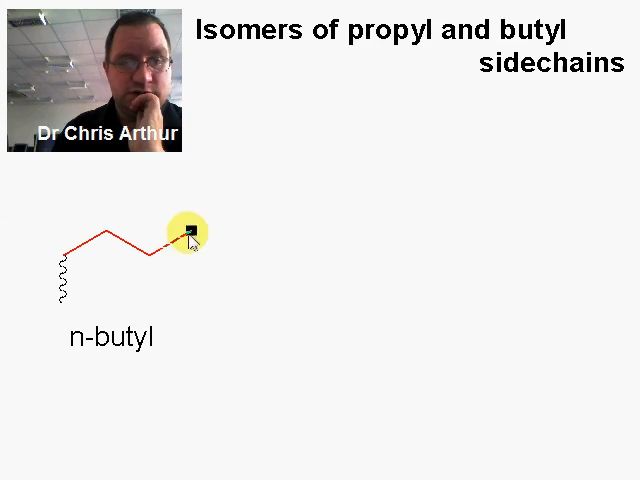 Isomers of propyl and butyl
sidechains
Dr Chris Arthur
n-butyl